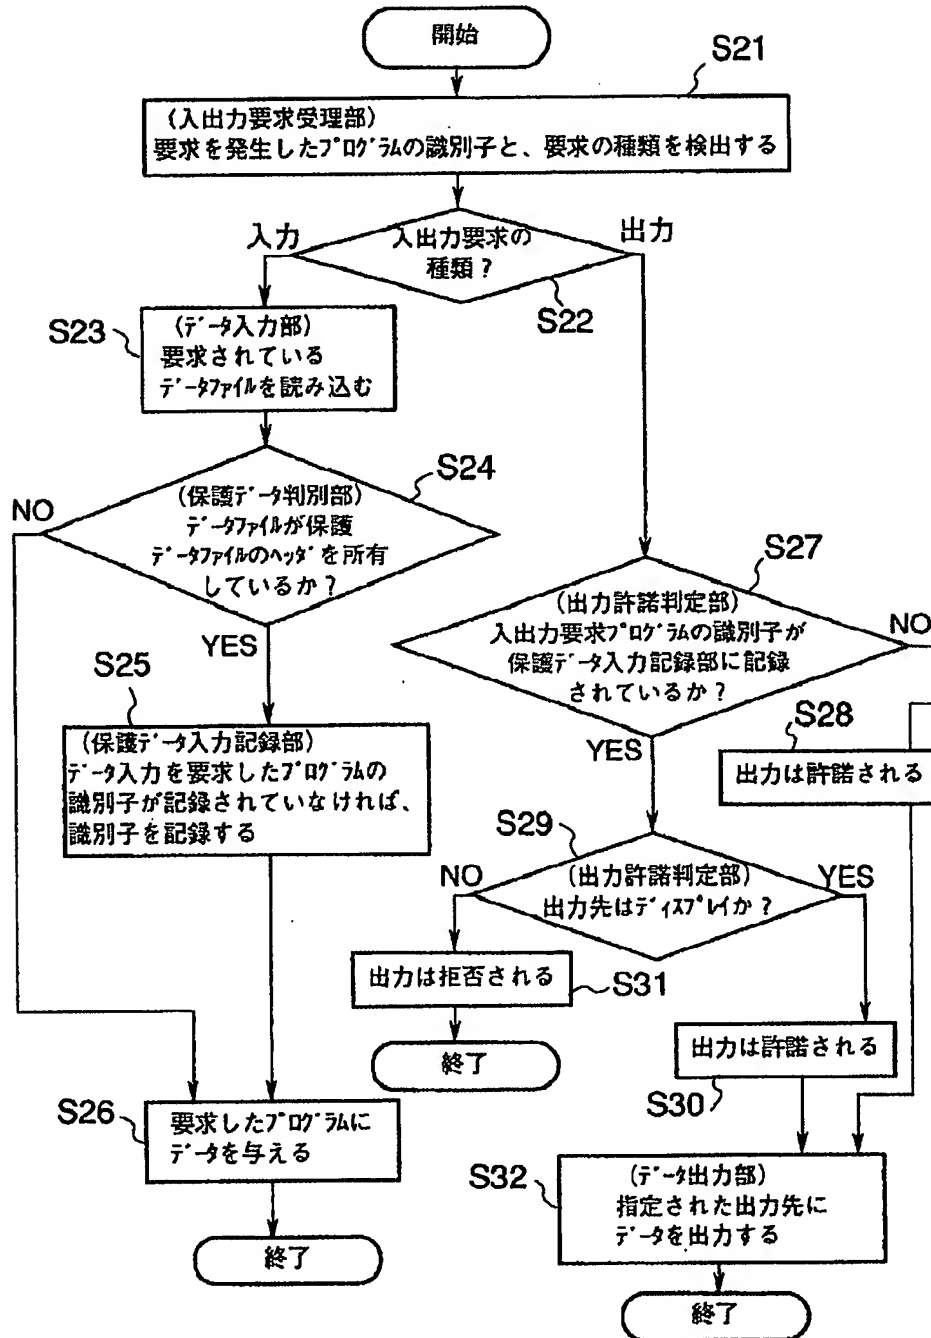 開始
S21
(入出力要求受理部)
要求を発生したプログラムの識別子と、要求の種類を検出する
入力
入出力要求の
種類?
出力
S22
S23
(データ入力部)
要求されている
データファイルを読み込む
S24
NO
(保護データ判別部)
データファイルが保護
データファイルのヘッダを所有
しているか?
YES
S27
(出力許諾判定部)
入出力要求プログラムの識別子が
保護データ入力記録部に記録
されているか?
NO
YES
S25
(保護データ入力記録部)
データ入力を要求したプログラムの
識別子が記録されていなければ、
識別子を記録する
S28
出力は許諾される
S29
NO
(出力許諾判定部)
出力先はディスプレイか?
YES
出力は拒否される
S31
終了
出力は許諾される
S30
S26
要求したプログラムに
データを与える
終了
S32
(データ出力部)
指定された出力先に
データを出力する
終了